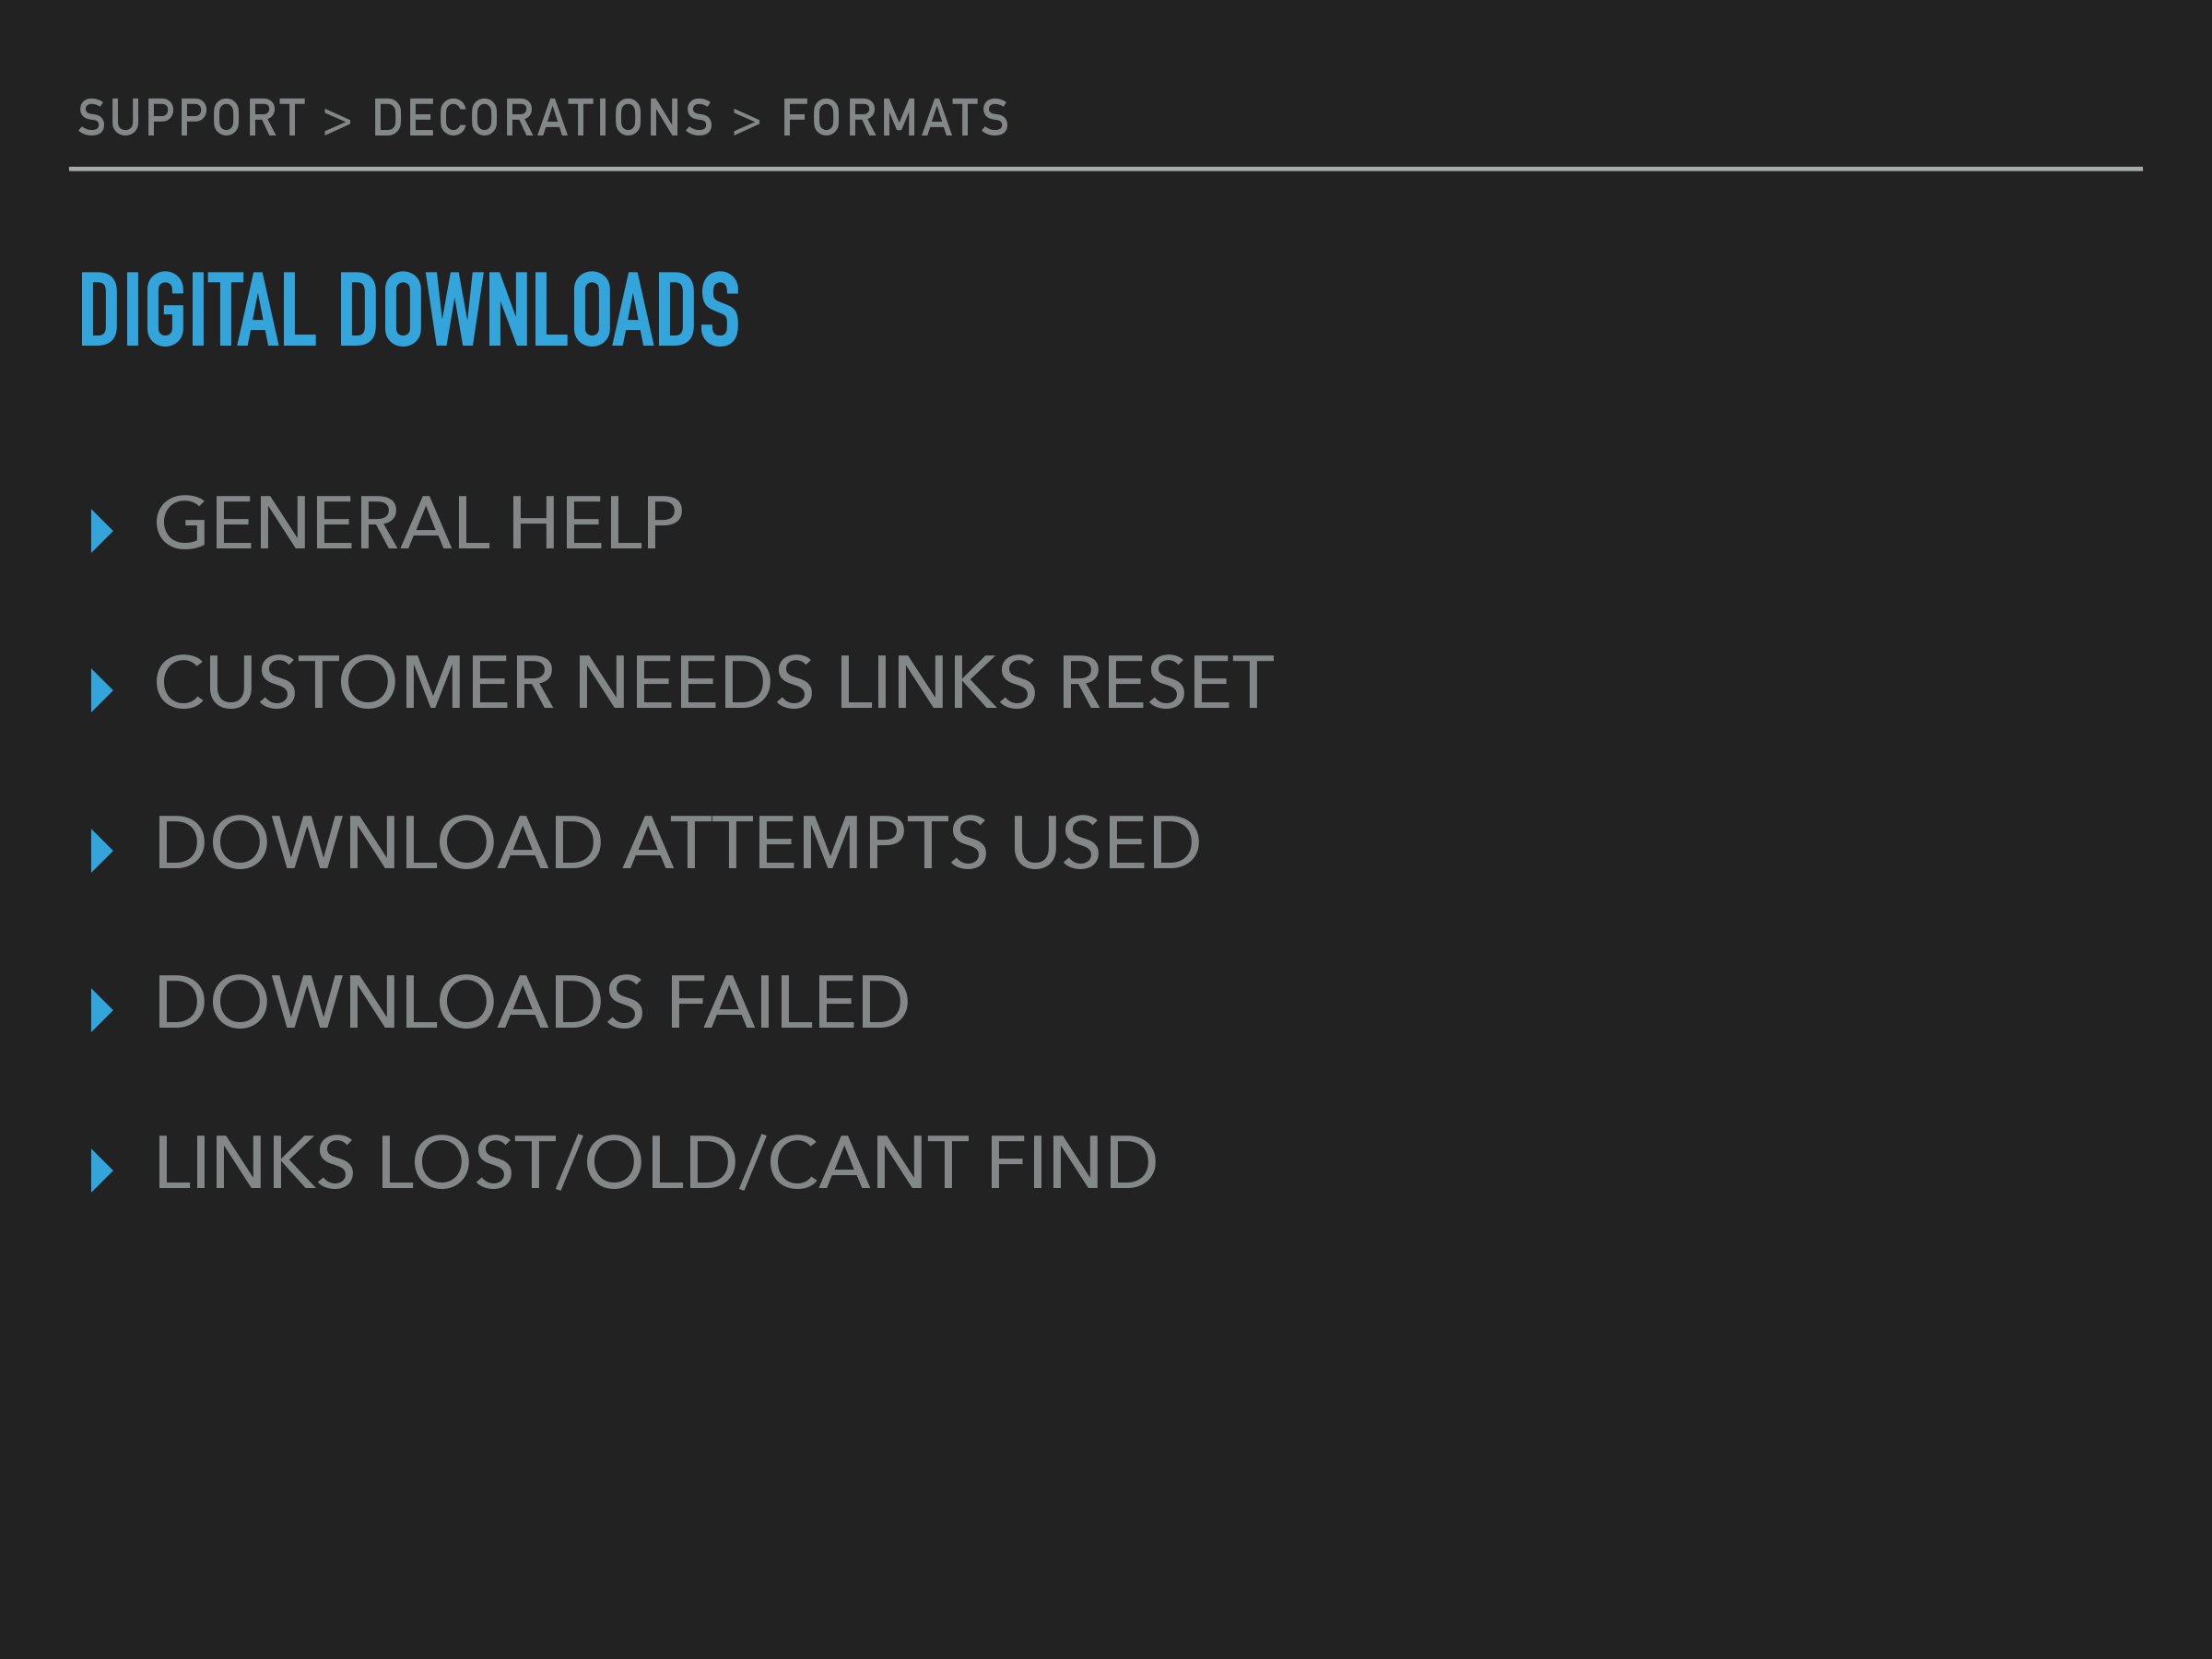 SUPPORT > DECORATIONS > FORMATS
DIGITAL DOWNLOADS
GENERAL HELP
CUSTOMER NEEDS LINKS RESET
DOWNLOAD ATTEMPTS USED
DOWNLOADS FAILED
LINKS LOST/OLD/CANT FIND